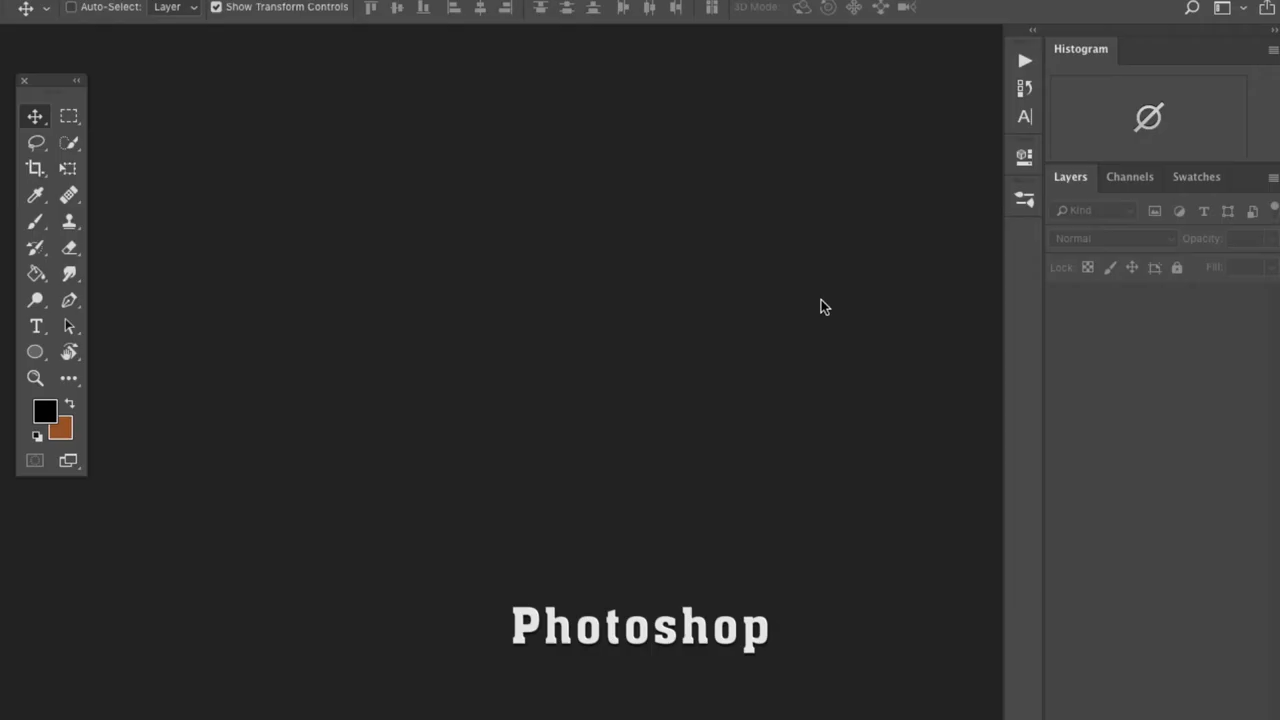 Auto-Select: Layer Show Transform Controls 3D Mode
Histogram
A
Layers Channels Swatches
Kind T
Normal Opacity:
Lock: Fill:
T
Photoshop